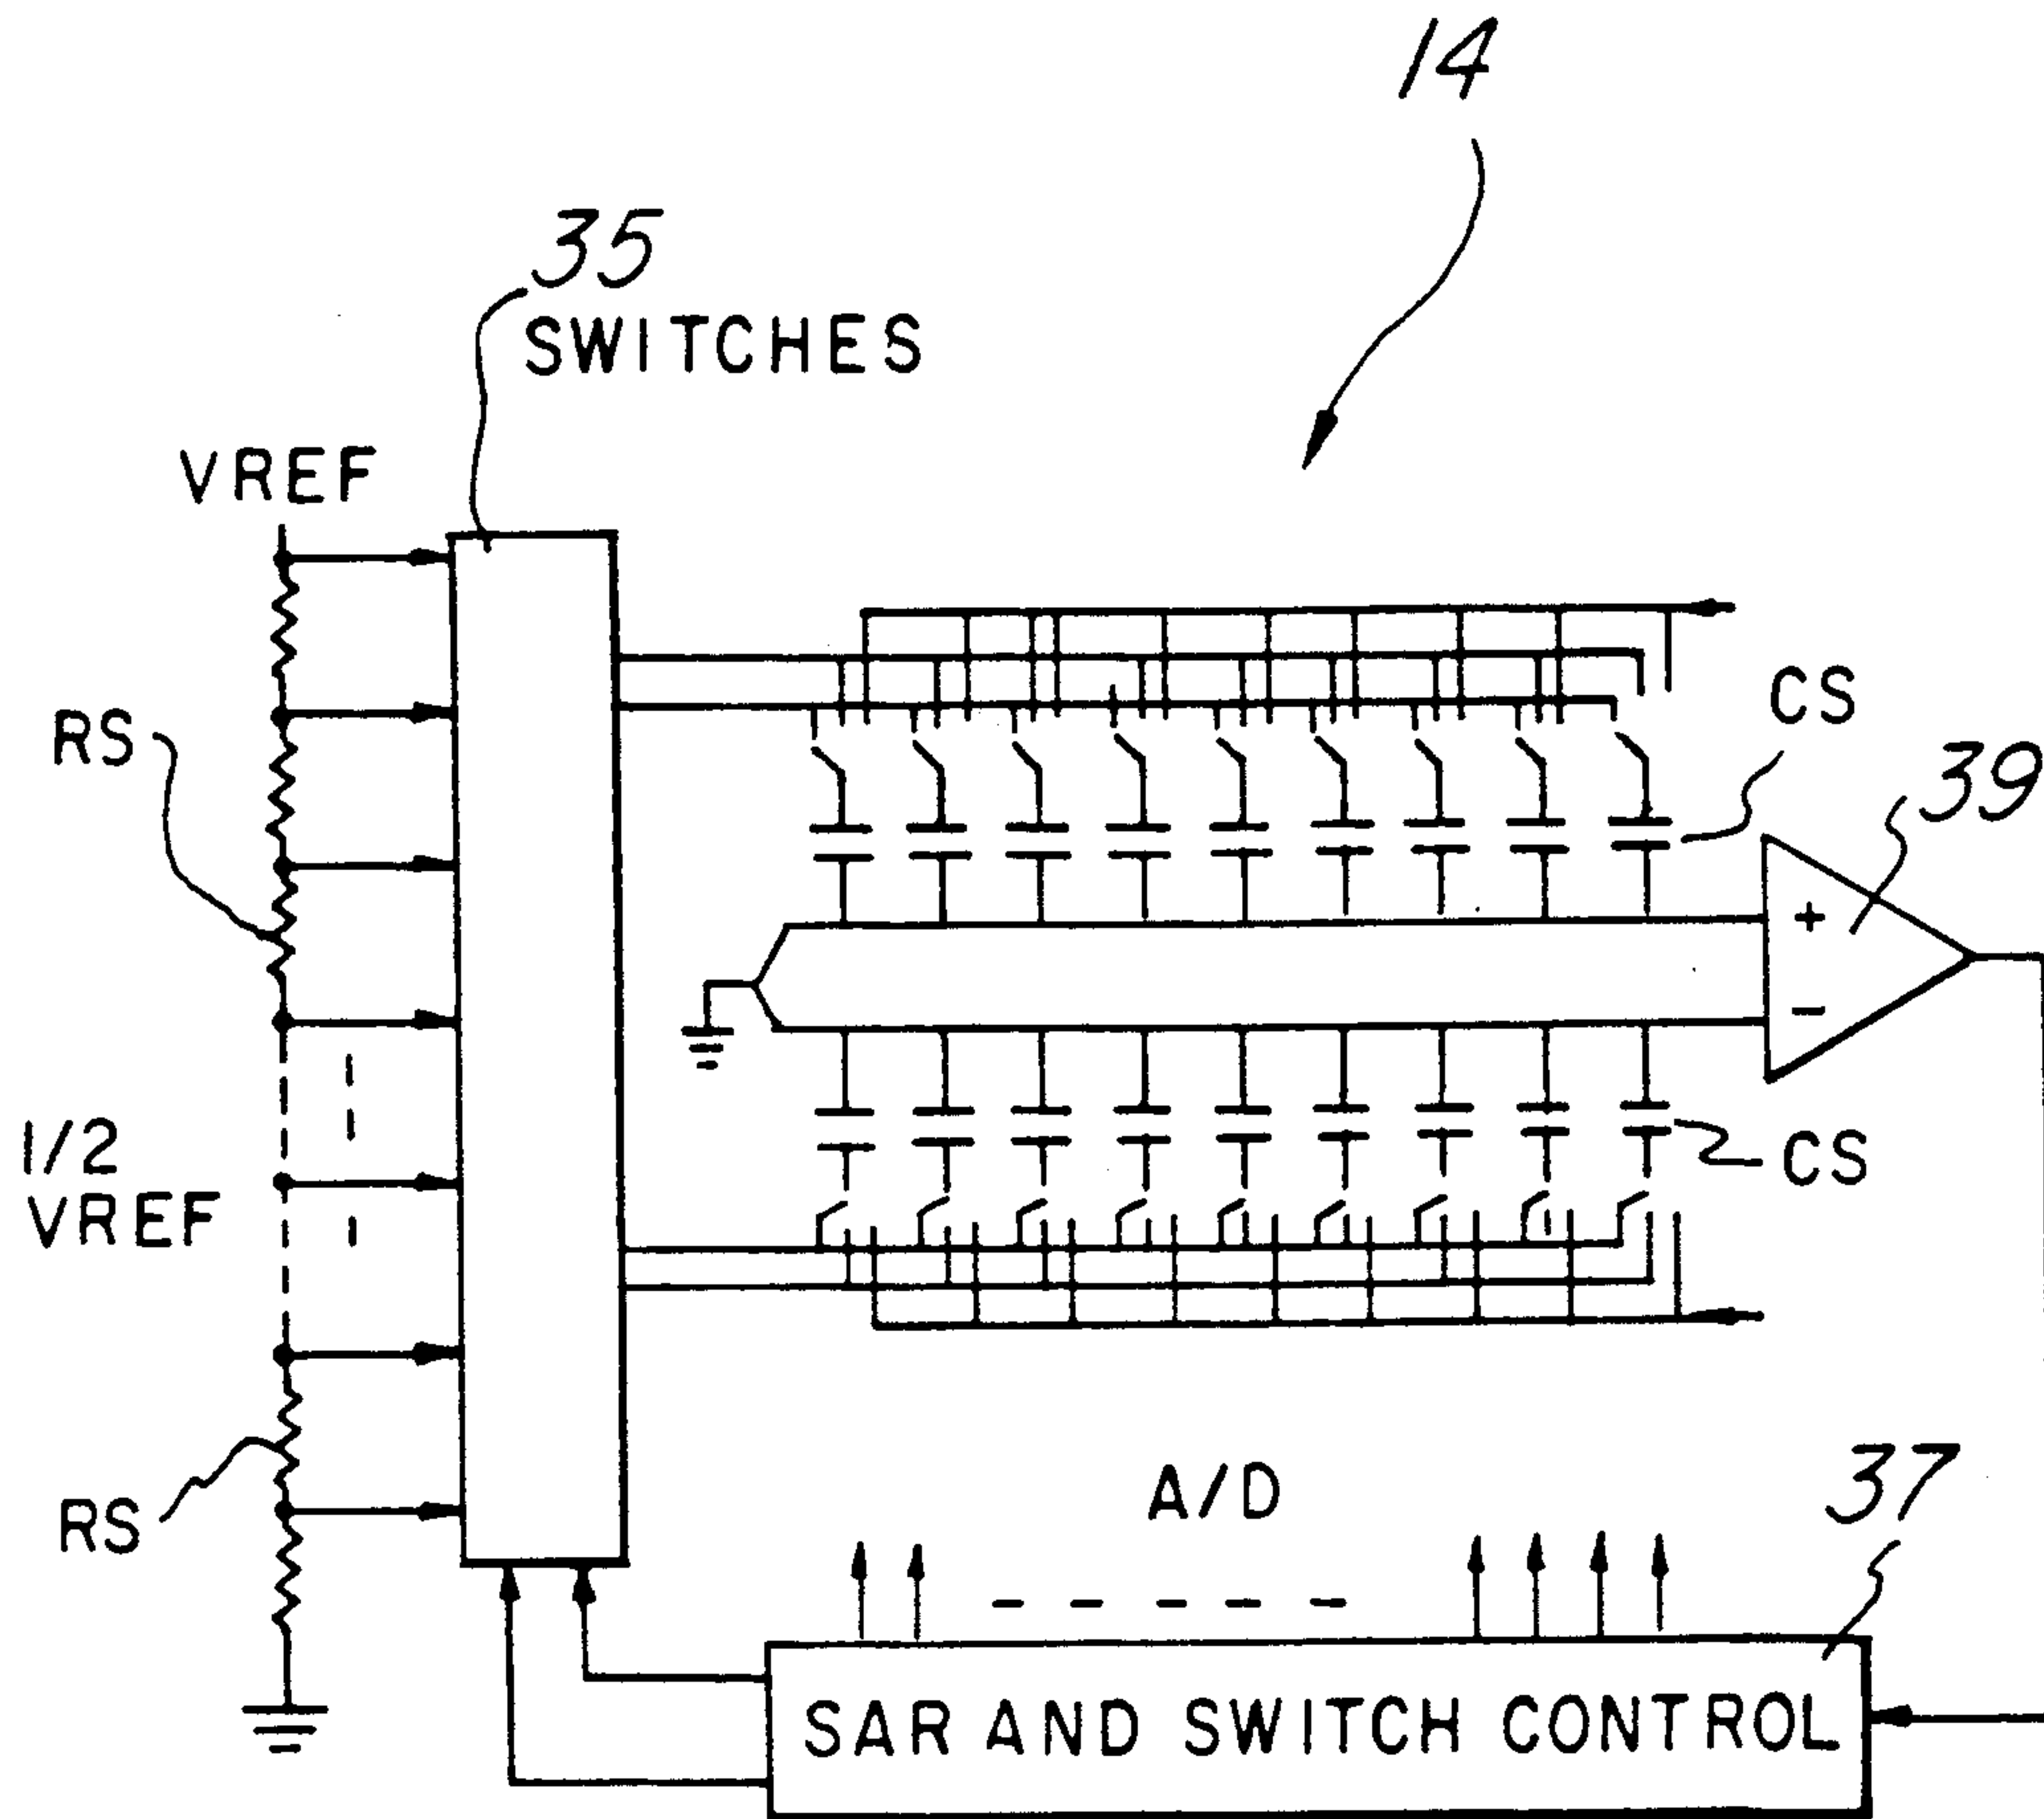 14
35
SWITCHES
VREF
RS
CS
39
+
-
1/2
VREF
CS
RS
A/D
37
SAR AND SWITCH CONTROL